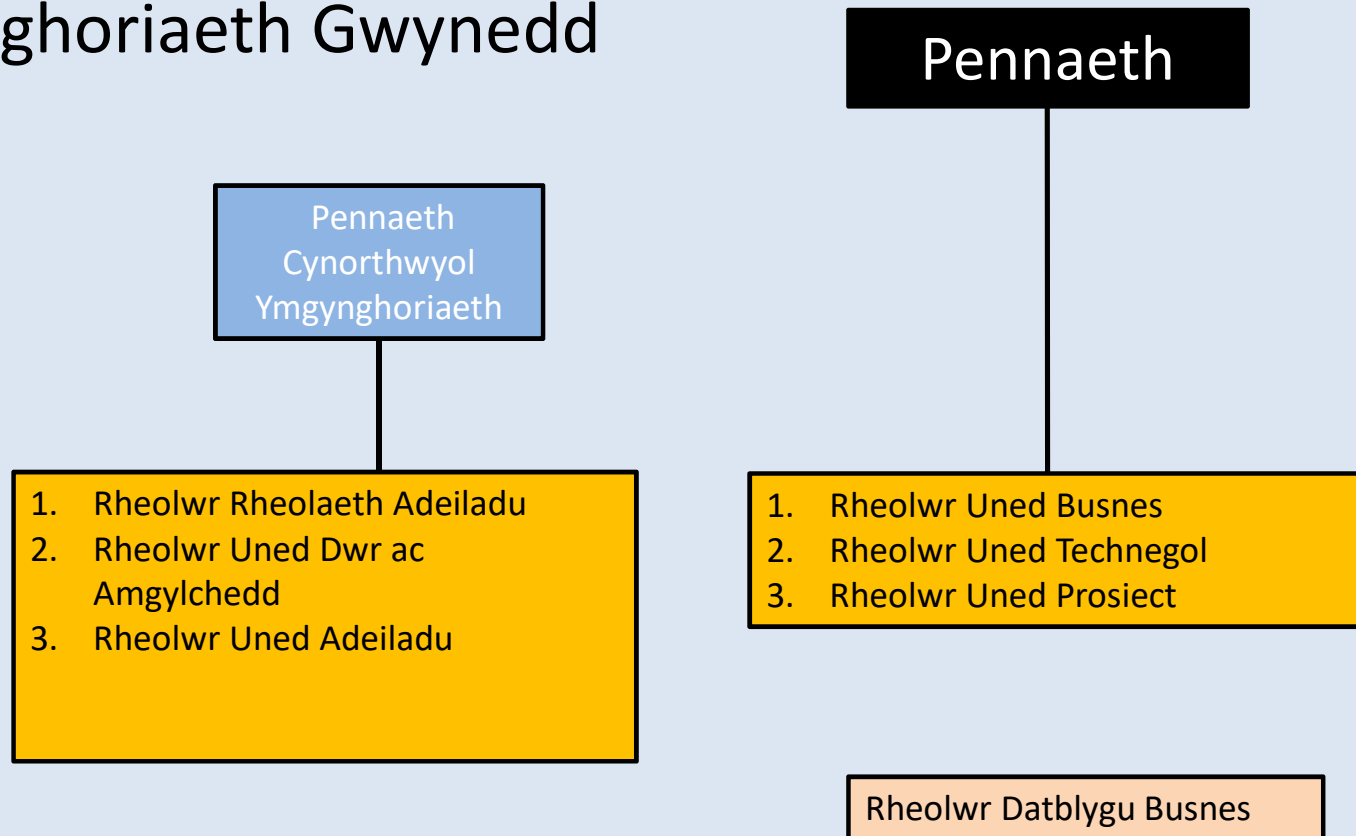 ghoriaeth Gwynedd
Pennaeth
Pennaeth
Cynorthwyol
Ymgynghoriaeth
1. Rheolwr Rheolaeth Adeiladu
2. Rheolwr Uned Dwr ac
Amgylchedd
3. Rheolwr Uned Adeiladu
1. Rheolwr Uned Busnes
2. Rheolwr Uned Technegol
3. Rheolwr Uned Prosiect
Rheolwr Datblygu Busnes